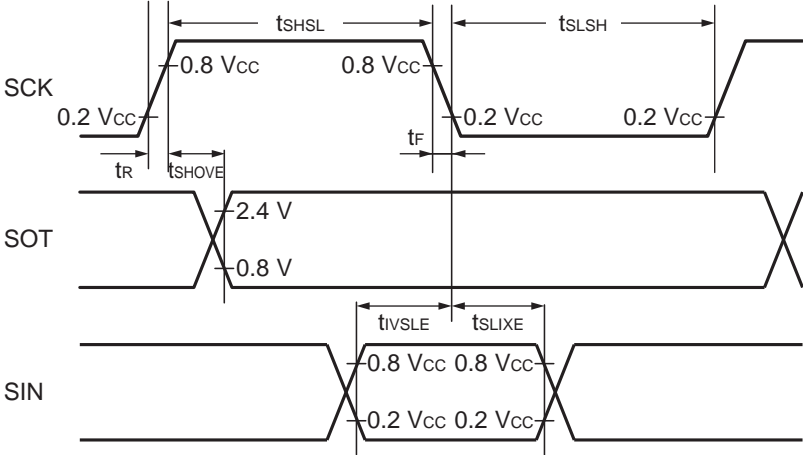 tSHSL tSLSH
SCK
0.8 VCC 0.8 VCC
0.2 VCC 0.2 VCC 0.2 VCC
tR tSHOVE tF
SOT
2.4 V
0.8 V
tIVSLE tSLIXE
SIN
0.8 VCC 0.8 VCC
0.2 VCC 0.2 VCC